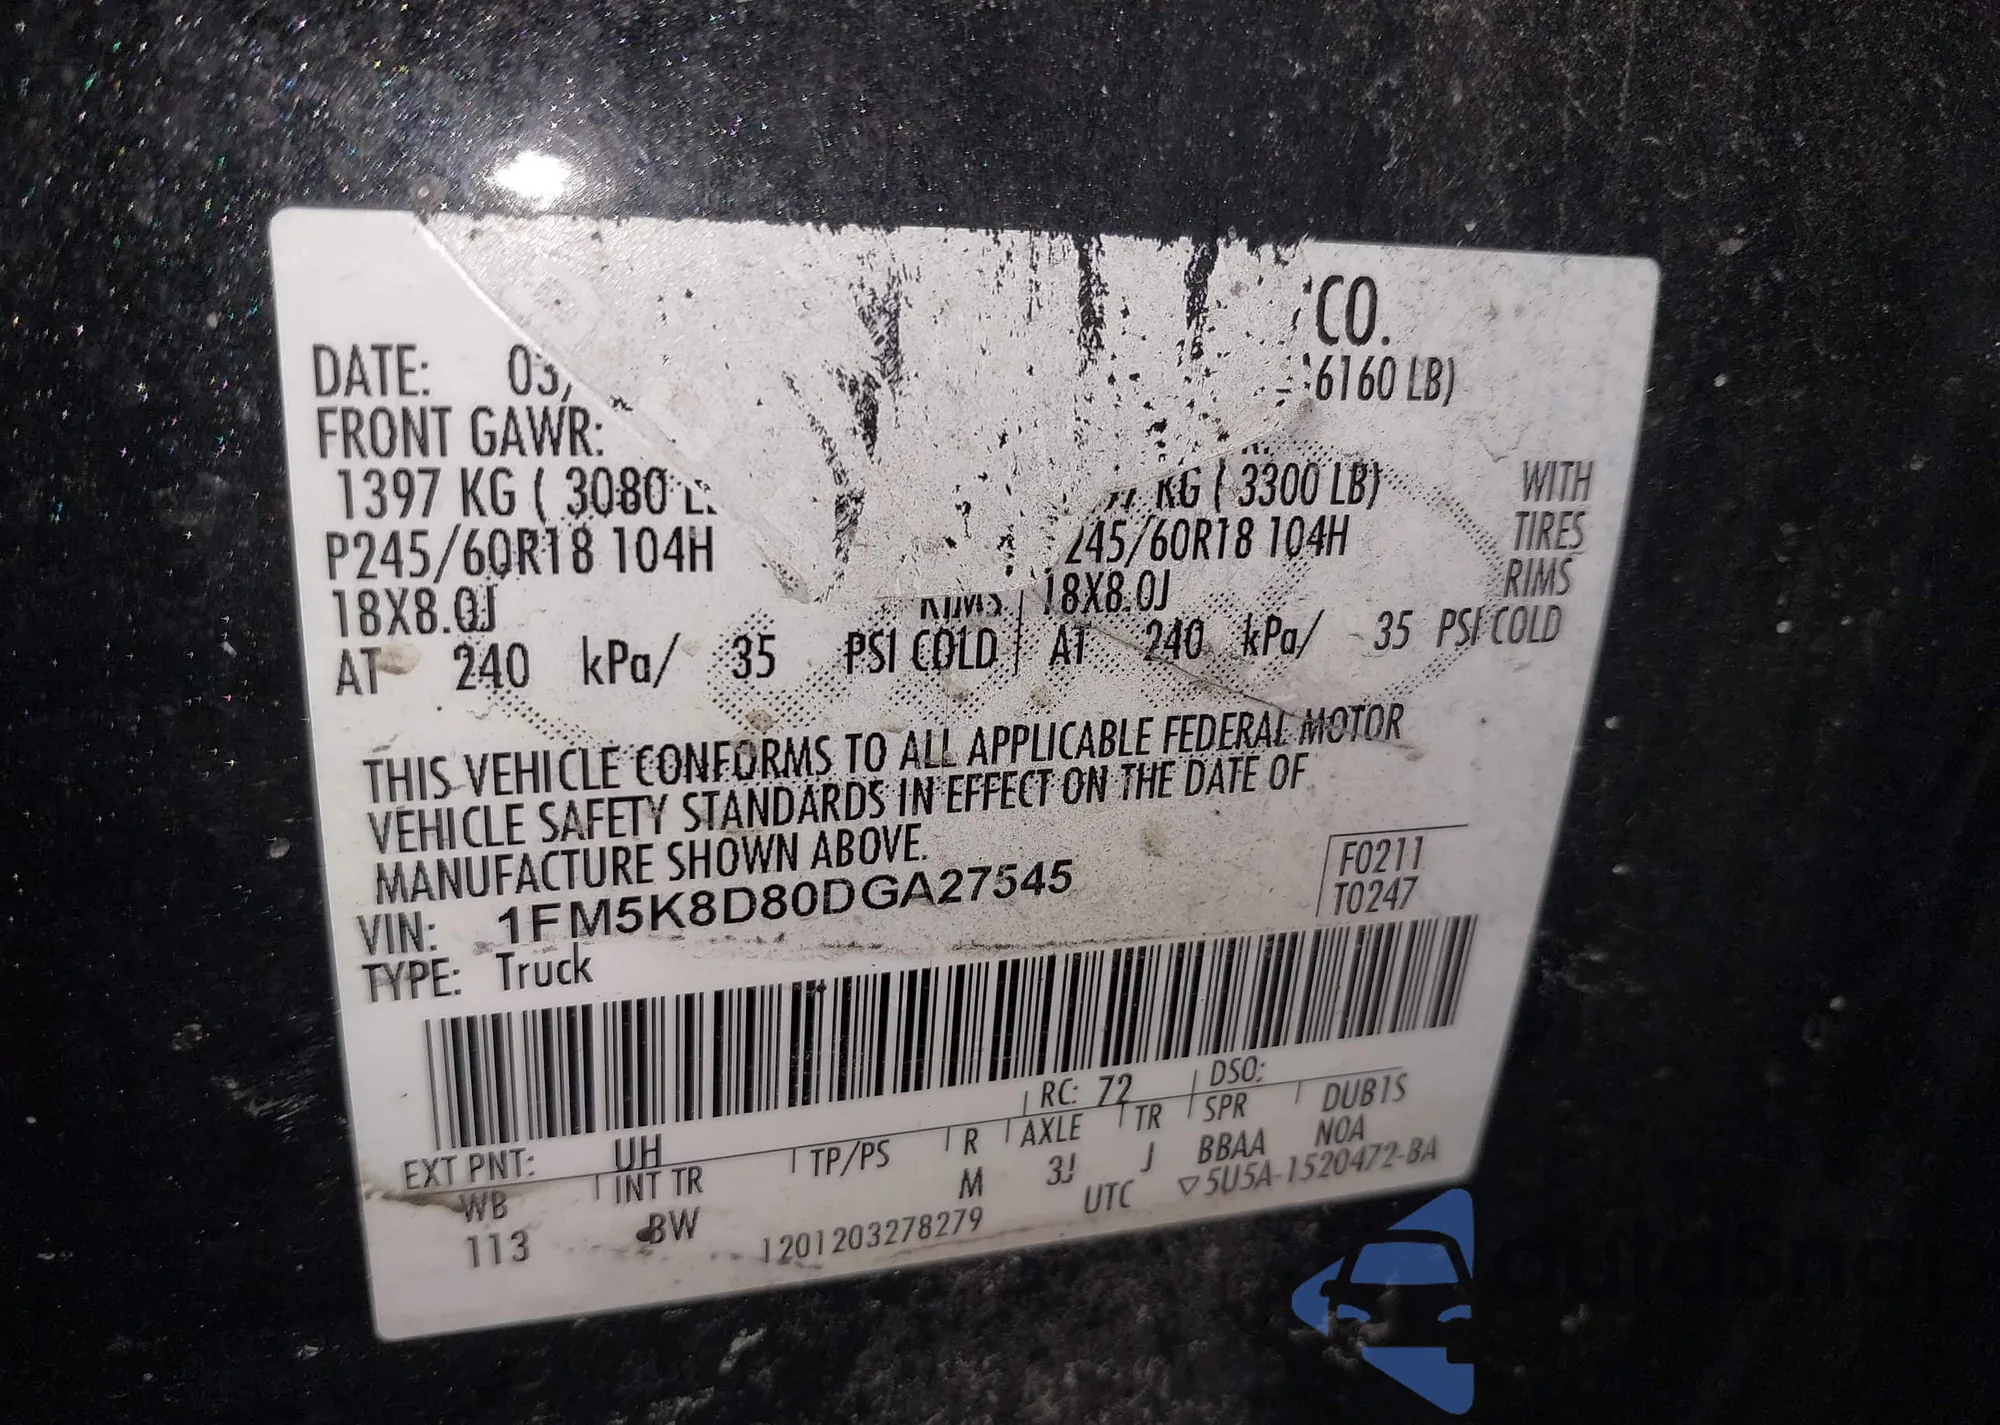 CO.
DATE: 03/ 6160 LB)
FRONT GAWR:
1397 KG ( 3080 KG ( 3300 LB) WITH
P245/60R18 104H 245/60R18 104H TIRES
18X8.0J RIMS 18X8.0J RIMS
AT 240 kPa/ 35 PSI COLD AT 240 kPa/ 35 PSI COLD
THIS VEHICLE CONFORMS TO ALL APPLICABLE FEDERAL MOTOR
VEHICLE SAFETY STANDARDS IN EFFECT ON THE DATE OF
MANUFACTURE SHOWN ABOVE.
VIN: 1FM5K8D80DGA27545
F0211
TYPE: Truck
T0247
EXT PNT: UH RC: 72 DSO:
WB INT TR TP/PS R AXLE TR SPR DUB1S
113 BW M 3J J BBAA NOA
1201203278279 UTC ▽5U5A-1520472-BA
autoshop